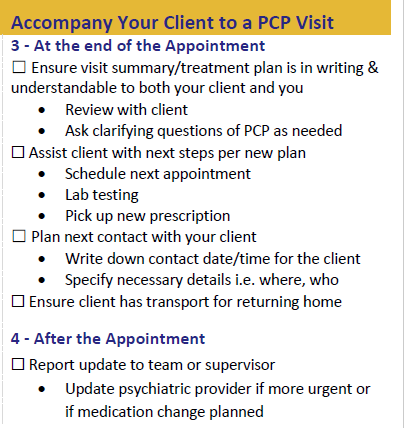 Accompany Your Client to a PCP Visit
3 - At the end of the Appointment
☐ Ensure visit summary/treatment plan is in writing &
understandable to both your client and you
• Review with client
• Ask clarifying questions of PCP as needed
☐ Assist client with next steps per new plan
• Schedule next appointment
• Lab testing
• Pick up new prescription
☐ Plan next contact with your client
• Write down contact date/time for the client
• Specify necessary details i.e. where, who
☐ Ensure client has transport for returning home
4 - After the Appointment
☐ Report update to team or supervisor
• Update psychiatric provider if more urgent or
if medication change planned